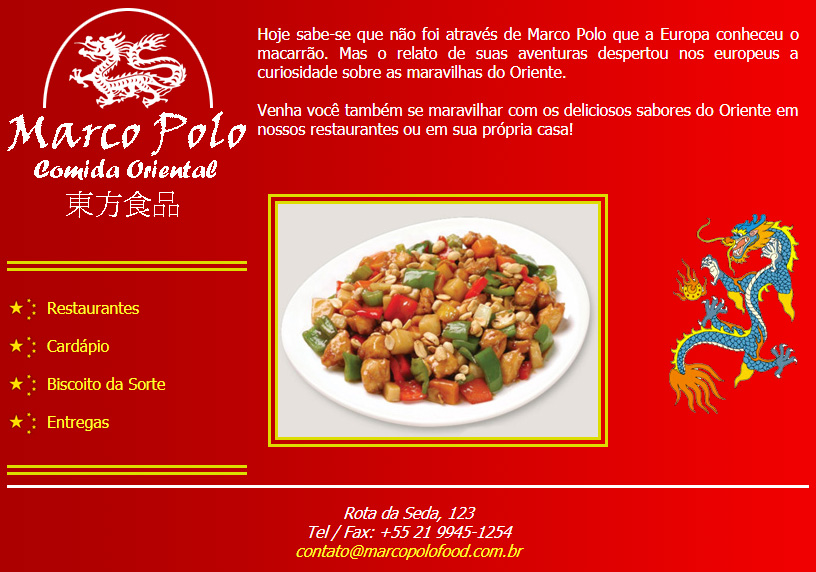 Marco Polo
Comida Oriental
東方食品
Hoje sabe-se que não foi através de Marco Polo que a Europa conheceu o
macarrão. Mas o relato de suas aventuras despertou nos europeus a
curiosidade sobre as maravilhas do Oriente.
Venha você também se maravilhar com os deliciosos sabores do Oriente em
nossos restaurantes ou em sua própria casa!
Restaurantes
Cardápio
Biscoito da Sorte
Entregas
Rota da Seda, 123
Tel / Fax: +55 21 9945-1254
contato@marcopolofood.com.br